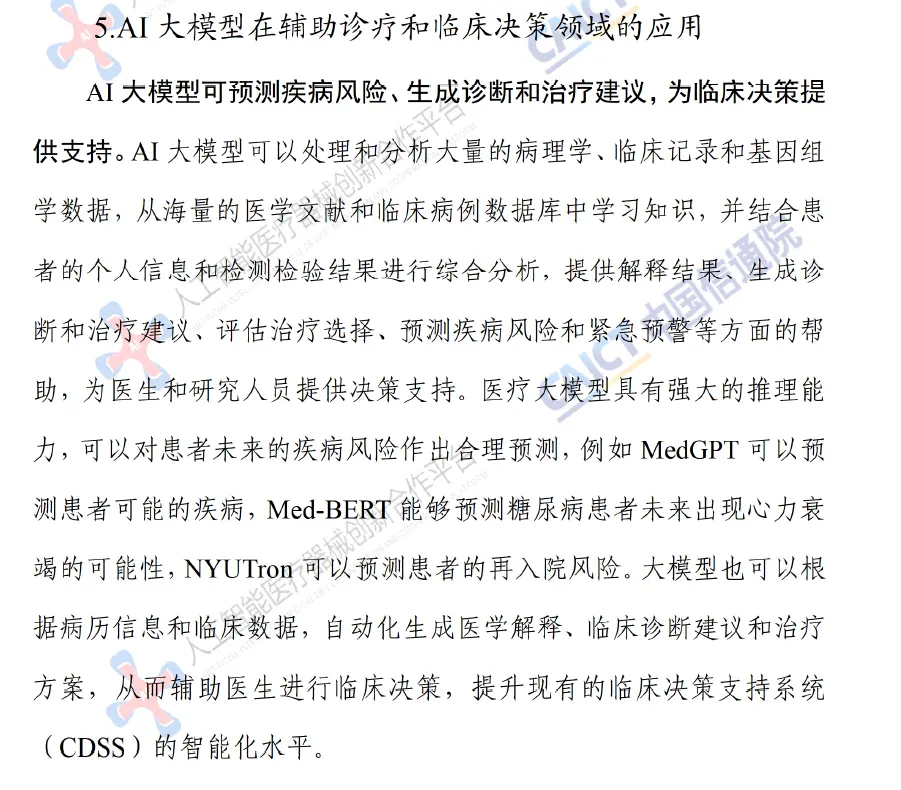 5.AI 大模型在辅助诊疗和临床决策领域的应用
AI 大模型可预测疾病风险、生成诊断和治疗建议，为临床决策提
供支持。AI 大模型可以处理和分析大量的病理学、临床记录和基因组
学数据，从海量的医学文献和临床病例数据库中学习知识，并结合患
者的个人信息和检测检验结果进行综合分析，提供解释结果、生成诊
断和治疗建议、评估治疗选择、预测疾病风险和紧急预警等方面的帮
助，为医生和研究人员提供决策支持。医疗大模型具有强大的推理能
力，可以对患者未来的疾病风险作出合理预测，例如 MedGPT 可以预
测患者可能的疾病，Med-BERT 能够预测糖尿病患者未来出现心力衰
竭的可能性，NYUTron 可以预测患者的再入院风险。大模型也可以根
据病历信息和临床数据，自动化生成医学解释、临床诊断建议和治疗
方案，从而辅助医生进行临床决策，提升现有的临床决策支持系统
（CDSS）的智能化水平。
人工智能医疗器械创新合作平台
CAICT 中国信通院
人工智能医疗器械创新合作平台